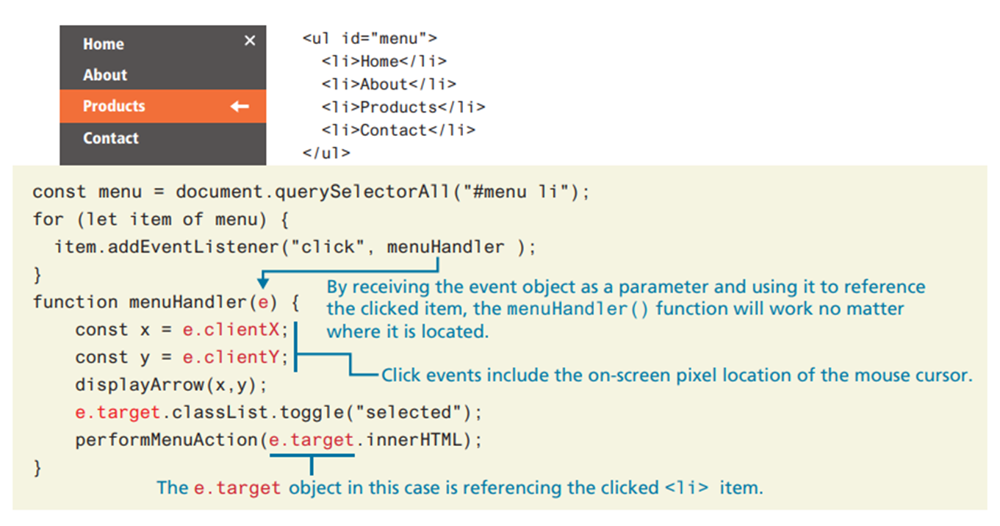 Home ×
About
Products ←
Contact
<ul id="menu">
  <li>Home</li>
  <li>About</li>
  <li>Products</li>
  <li>Contact</li>
</ul>
const menu = document.querySelectorAll("#menu li");
for (let item of menu) {
  item.addEventListener("click", menuHandler );
}
function menuHandler(e) {
    const x = e.clientX;
    const y = e.clientY;
    displayArrow(x,y);
    e.target.classList.toggle("selected");
    performMenuAction(e.target.innerHTML);
}
By receiving the event object as a parameter and using it to reference
the clicked item, the menuHandler() function will work no matter
where it is located.
Click events include the on-screen pixel location of the mouse cursor.
The e.target object in this case is referencing the clicked <li> item.